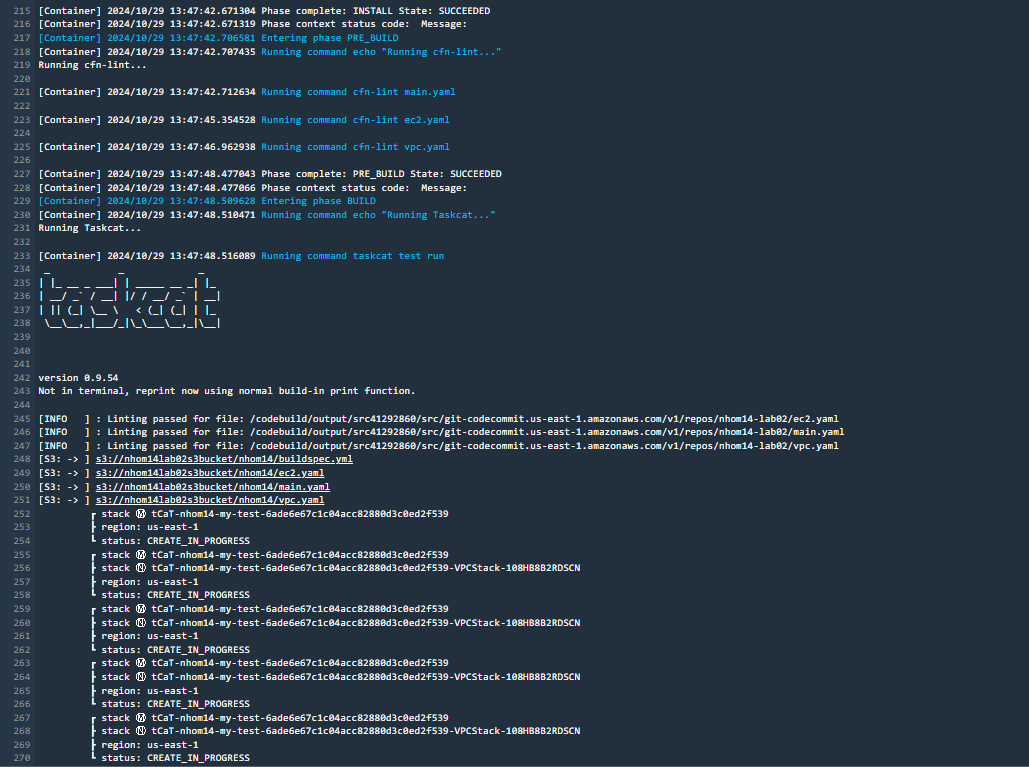 215 [Container] 2024/10/29 13:47:42.671304 Phase complete: INSTALL State: SUCCEEDED
216 [Container] 2024/10/29 13:47:42.671319 Phase context status code:  Message:
217 [Container] 2024/10/29 13:47:42.706581 Entering phase PRE_BUILD
218 [Container] 2024/10/29 13:47:42.707435 Running command echo "Running cfn-lint..."
219 Running cfn-lint...
220
221 [Container] 2024/10/29 13:47:42.712634 Running command cfn-lint main.yaml
222
223 [Container] 2024/10/29 13:47:45.354528 Running command cfn-lint ec2.yaml
224
225 [Container] 2024/10/29 13:47:46.962938 Running command cfn-lint vpc.yaml
226
227 [Container] 2024/10/29 13:47:48.477043 Phase complete: PRE_BUILD State: SUCCEEDED
228 [Container] 2024/10/29 13:47:48.477066 Phase context status code:  Message:
229 [Container] 2024/10/29 13:47:48.509628 Entering phase BUILD
230 [Container] 2024/10/29 13:47:48.510471 Running command echo "Running Taskcat..."
231 Running Taskcat...
232
233 [Container] 2024/10/29 13:47:48.516089 Running command taskcat test run
234  _            _             _
235 | |_ __ _ ___| | _____ __ _| |_
236 | __/ _` / __| |/ / __/ _` | __|
237 | || (_| \__ \   < (_| (_| | |_
238  \__\__,_|___/_|\_\___\__,_|\__|
239
240
241
242 version 0.9.54
243 Not in terminal, reprint now using normal build-in print function.
244
245 [INFO   ] : Linting passed for file: /codebuild/output/src41292860/src/git-codecommit.us-east-1.amazonaws.com/v1/repos/nhom14-lab02/ec2.yaml
246 [INFO   ] : Linting passed for file: /codebuild/output/src41292860/src/git-codecommit.us-east-1.amazonaws.com/v1/repos/nhom14-lab02/main.yaml
247 [INFO   ] : Linting passed for file: /codebuild/output/src41292860/src/git-codecommit.us-east-1.amazonaws.com/v1/repos/nhom14-lab02/vpc.yaml
248 [S3: -> ] s3://nhom14lab02s3bucket/nhom14/buildspec.yml
249 [S3: -> ] s3://nhom14lab02s3bucket/nhom14/ec2.yaml
250 [S3: -> ] s3://nhom14lab02s3bucket/nhom14/main.yaml
251 [S3: -> ] s3://nhom14lab02s3bucket/nhom14/vpc.yaml
252 ┏ stack Ⓜ tCaT-nhom14-my-test-6ade6e67c1c04acc82880d3c0ed2f539
253 ┣ region: us-east-1
254 ┗ status: CREATE_IN_PROGRESS
255 ┏ stack Ⓜ tCaT-nhom14-my-test-6ade6e67c1c04acc82880d3c0ed2f539
256 ┣ stack Ⓝ tCaT-nhom14-my-test-6ade6e67c1c04acc82880d3c0ed2f539-VPCStack-108HB8B2RDSCN
257 ┣ region: us-east-1
258 ┗ status: CREATE_IN_PROGRESS
259 ┏ stack Ⓜ tCaT-nhom14-my-test-6ade6e67c1c04acc82880d3c0ed2f539
260 ┣ stack Ⓝ tCaT-nhom14-my-test-6ade6e67c1c04acc82880d3c0ed2f539-VPCStack-108HB8B2RDSCN
261 ┣ region: us-east-1
262 ┗ status: CREATE_IN_PROGRESS
263 ┏ stack Ⓜ tCaT-nhom14-my-test-6ade6e67c1c04acc82880d3c0ed2f539
264 ┣ stack Ⓝ tCaT-nhom14-my-test-6ade6e67c1c04acc82880d3c0ed2f539-VPCStack-108HB8B2RDSCN
265 ┣ region: us-east-1
266 ┗ status: CREATE_IN_PROGRESS
267 ┏ stack Ⓜ tCaT-nhom14-my-test-6ade6e67c1c04acc82880d3c0ed2f539
268 ┣ stack Ⓝ tCaT-nhom14-my-test-6ade6e67c1c04acc82880d3c0ed2f539-VPCStack-108HB8B2RDSCN
269 ┣ region: us-east-1
270 ┗ status: CREATE_IN_PROGRESS